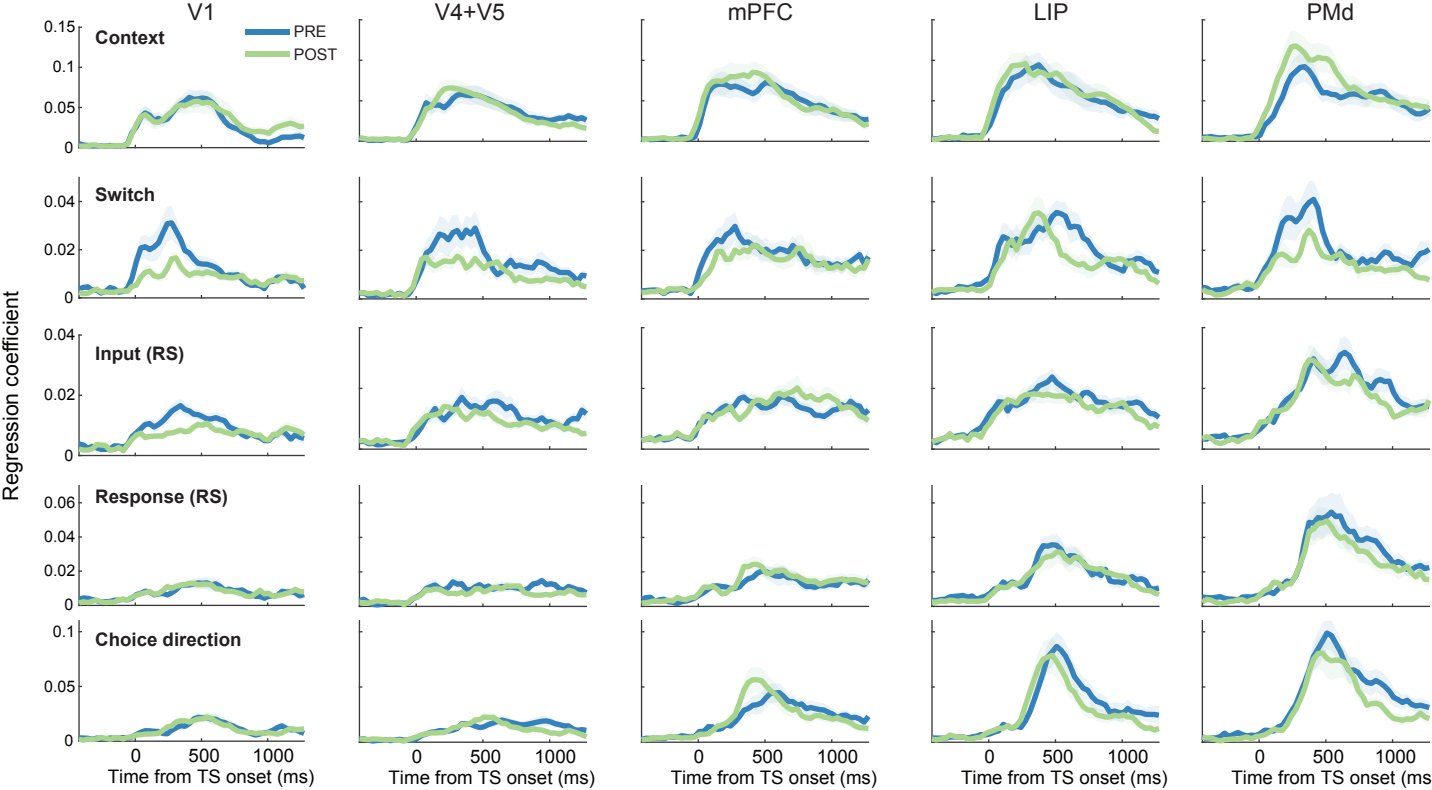 V1
V4+V5
mPFC
LIP
PMd
0.15
Context
PRE
POST
0.1
0.05
0
Switch
0.04
0.02
0
Regression coefficient
0.04
Input (RS)
0.02
0
Response (RS)
0.06
0.04
0.02
0
0.1
Choice direction
0.05
0
0 500 1000
0 500 1000
0 500 1000
0 500 1000
0 500 1000
Time from TS onset (ms)
Time from TS onset (ms)
Time from TS onset (ms)
Time from TS onset (ms)
Time from TS onset (ms)